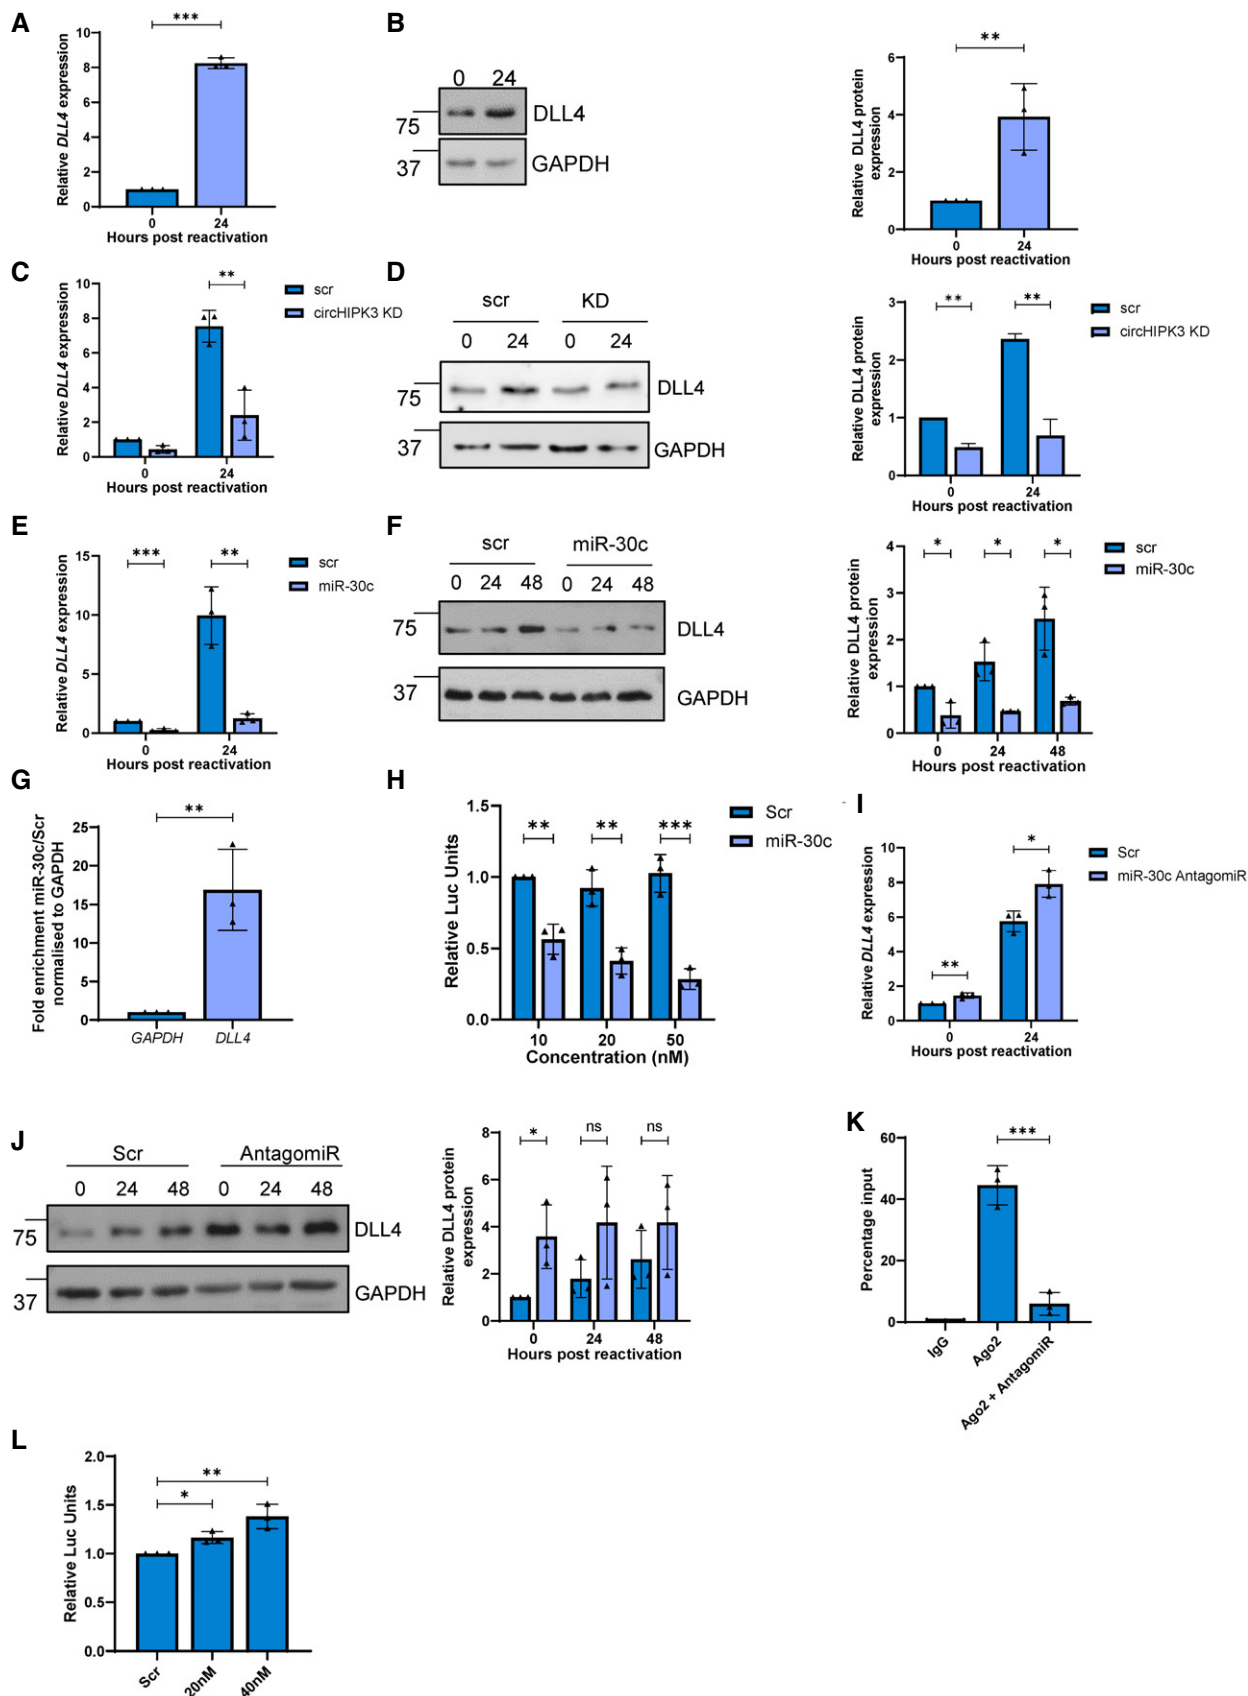 A
***
Relative DLL4 expression
10
8
6
4
2
0
0
24
Hours post reactivation
B
0 24
75
DLL4
37
GAPDH
**
Relative DLL4 protein
expression
6
4
2
0
0
24
Hours post reactivation
C
**
Relative DLL4 expression
10
8
6
4
2
0
0
24
Hours post reactivation
scr
circHIPK3 KD
D
scr KD
0 24 0 24
75
DLL4
37
GAPDH
** **
Relative DLL4 protein
expression
3
2
1
0
0
24
Hours post reactivation
scr
circHIPK3 KD
E
*** **
Relative DLL4 expression
15
10
5
0
0
24
Hours post reactivation
scr
miR-30c
F
scr miR-30c
0 24 48 0 24 48
75
DLL4
37
GAPDH
* * *
Relative DLL4 protein
expression
4
3
2
1
0
0
24
48
Hours post reactivation
scr
miR-30c
G
**
Fold enrichment miR-30c/Scr
normalised to GAPDH
25
20
15
10
5
0
GAPDH DLL4
H
** ** ***
Relative Luc Units
1.5
1.0
0.5
0.0
10 20 50
Concentration (nM)
Scr
miR-30c
I
** *
Relative DLL4 expression
10
8
6
4
2
0
0
24
Hours post reactivation
Scr
miR-30c AntagomiR
J
Scr AntagomiR
0 24 48 0 24 48
75
DLL4
37
GAPDH
* ns ns
Relative DLL4 protein
expression
8
6
4
2
0
0 24 48
Hours post reactivation
K
***
Percentage input
60
40
20
0
IgG
Ago2
Ago2 + AntagomiR
L
**
*
Relative Luc Units
2.0
1.5
1.0
0.5
0.0
Scr
20nM
40nM